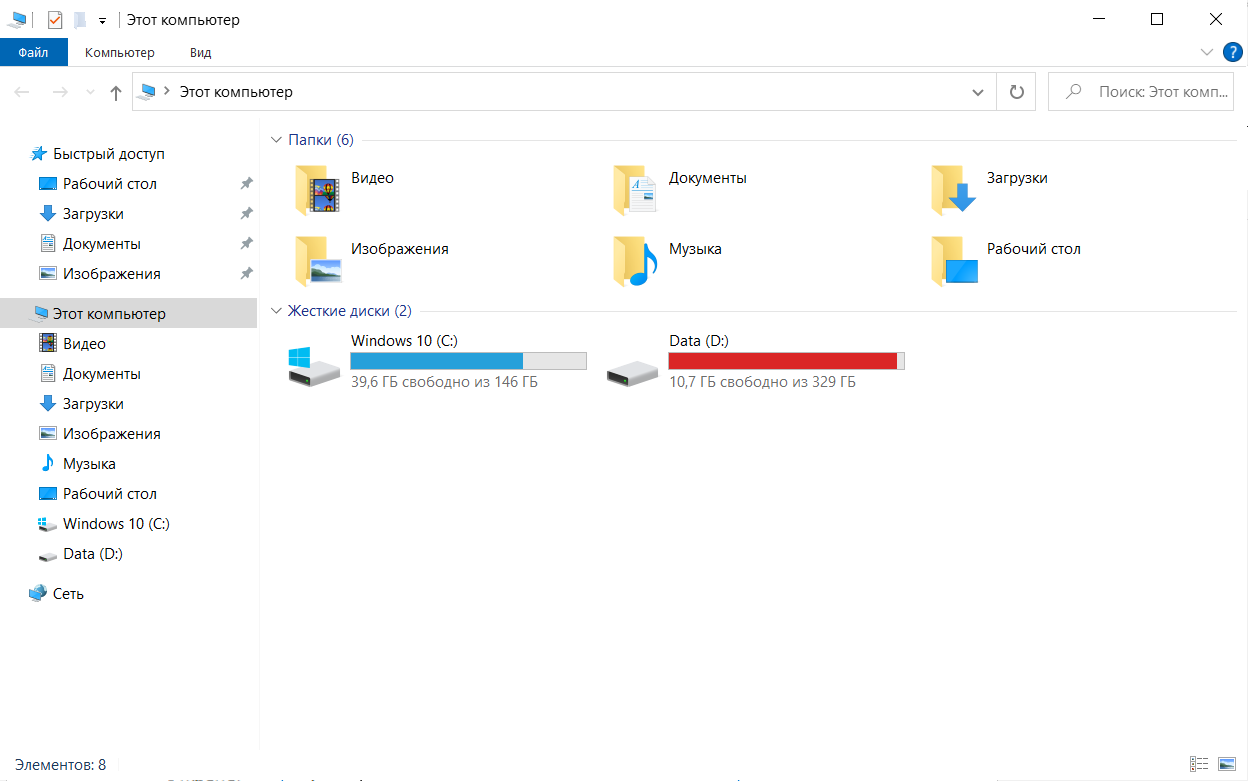 Этот компьютер
Файл Компьютер Вид
Этот компьютер
Поиск: Этот комп...
Быстрый доступ
Рабочий стол
Загрузки
Документы
Изображения
Этот компьютер
Видео
Документы
Загрузки
Изображения
Музыка
Рабочий стол
Windows 10 (C:)
Data (D:)
Сеть
Папки (6)
Видео Документы Загрузки
Изображения Музыка Рабочий стол
Жесткие диски (2)
Windows 10 (C:)
39,6 ГБ свободно из 146 ГБ
Data (D:)
10,7 ГБ свободно из 329 ГБ
Элементов: 8